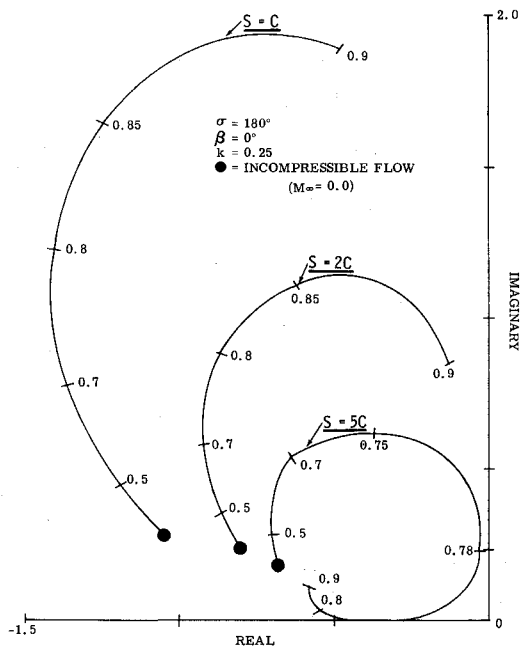 S = C
2.0
0.9
0.85
σ = 180°
β = 0°
k = 0.25
● = INCOMPRESSIBLE FLOW
(M∞ = 0.0)
0.8
S = 2C
0.85
IMAGINARY
0.8
0.9
0.7
S = 5C
0.7
0.75
0.7
0.5
0.5
0.5
0.78
0.9
0.8
-1.5
0
REAL
0